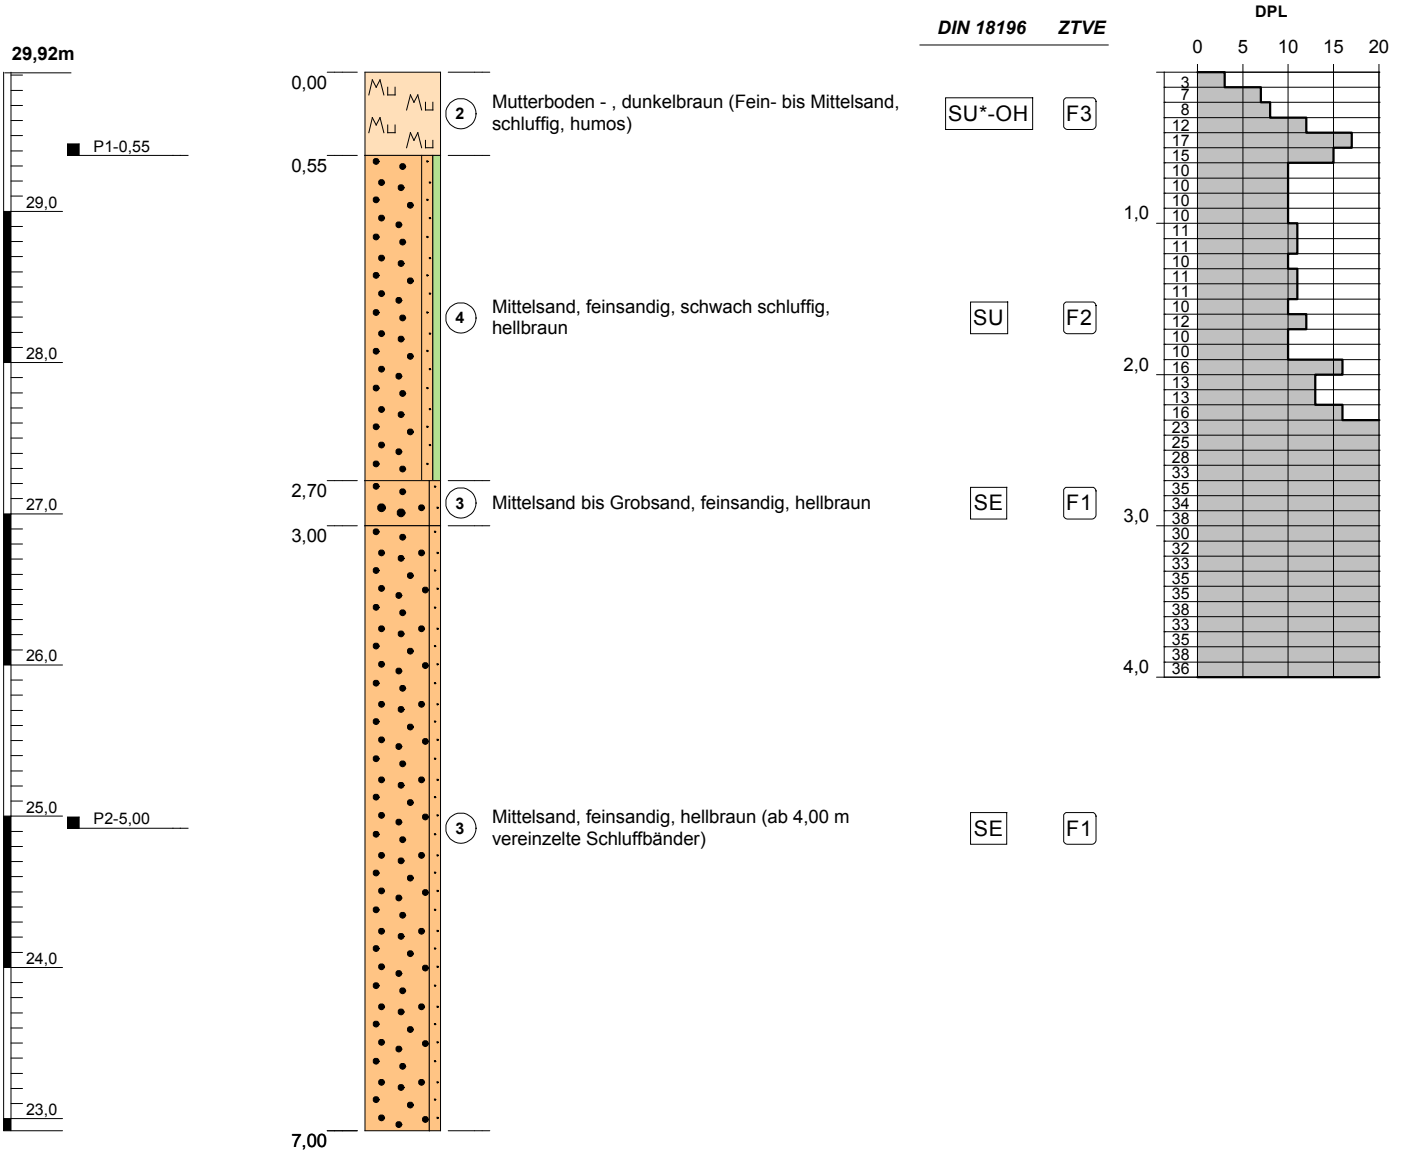 DPL
DIN 18196 ZTVE
0 5 10 15 20
29,92m
0,00
Mu Mu
Mu Mu
2
Mutterboden - , dunkelbraun (Fein- bis Mittelsand,
schluffig, humos)
SU*-OH
F3
P1-0,55
0,55
29,0
4
Mittelsand, feinsandig, schwach schluffig,
hellbraun
SU
F2
28,0
2,70
3
Mittelsand bis Grobsand, feinsandig, hellbraun
SE
F1
27,0
3,00
26,0
25,0
P2-5,00
3
Mittelsand, feinsandig, hellbraun (ab 4,00 m
vereinzelte Schluffbänder)
SE
F1
24,0
23,0
7,00
3
7
8
12
17
15
10
10
10
1,0
10
11
11
10
11
11
10
12
10
10
2,0
16
13
13
16
23
25
28
33
35
34
3,0
38
30
32
33
35
35
38
33
35
38
4,0
36